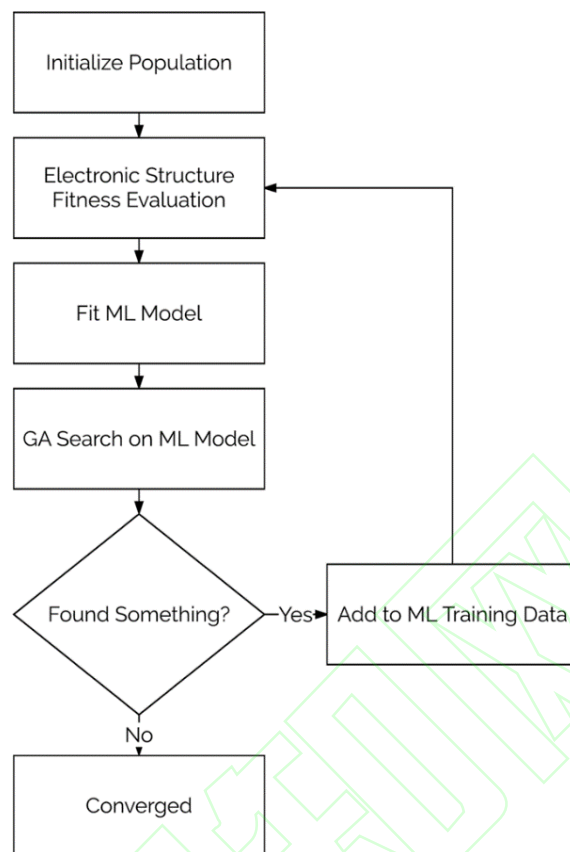 Initialize Population
Electronic Structure
Fitness Evaluation
Fit ML Model
GA Search on ML Model
Found Something?
Yes
Add to ML Training Data
No
Converged